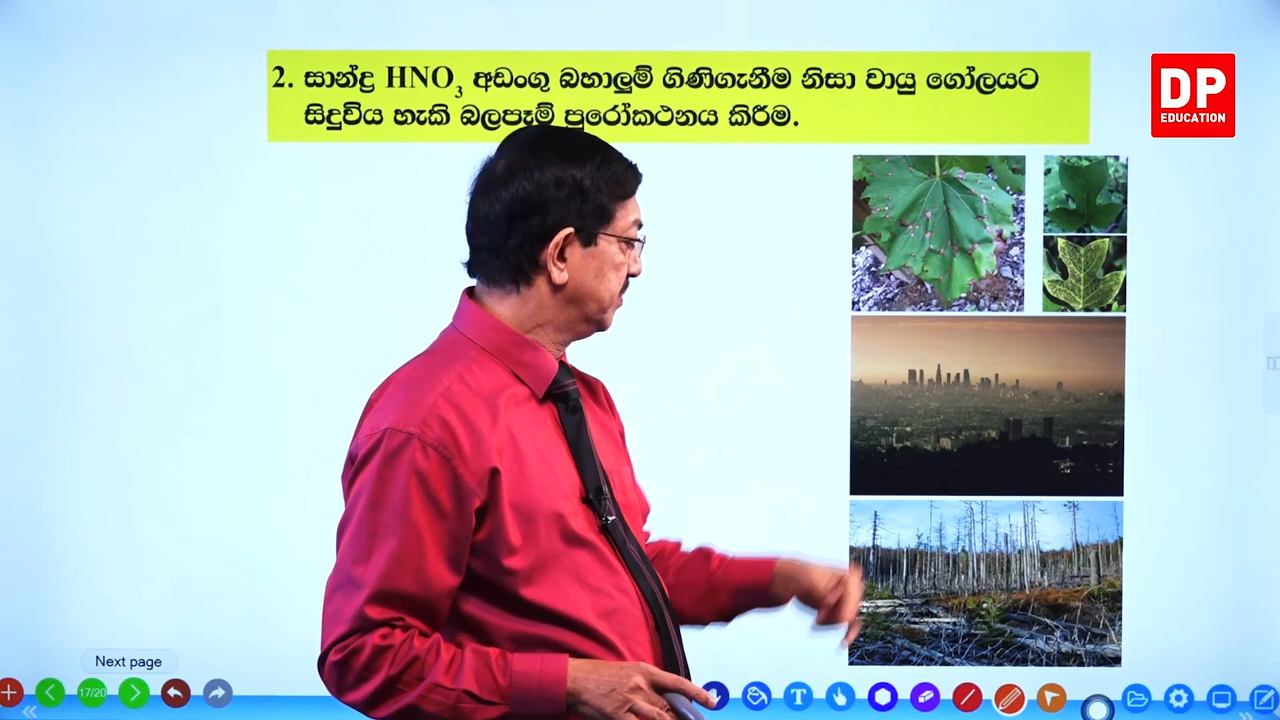 2. සාන්ද්‍ර HNO₃ අඩංගු බහාලුම් ගිණිගැනීම නිසා වායු ගෝලයට
සිදුවිය හැකි බලපෑම් පුරෝකථනය කිරීම.
DP
EDUCATION
Next page
17/20
T